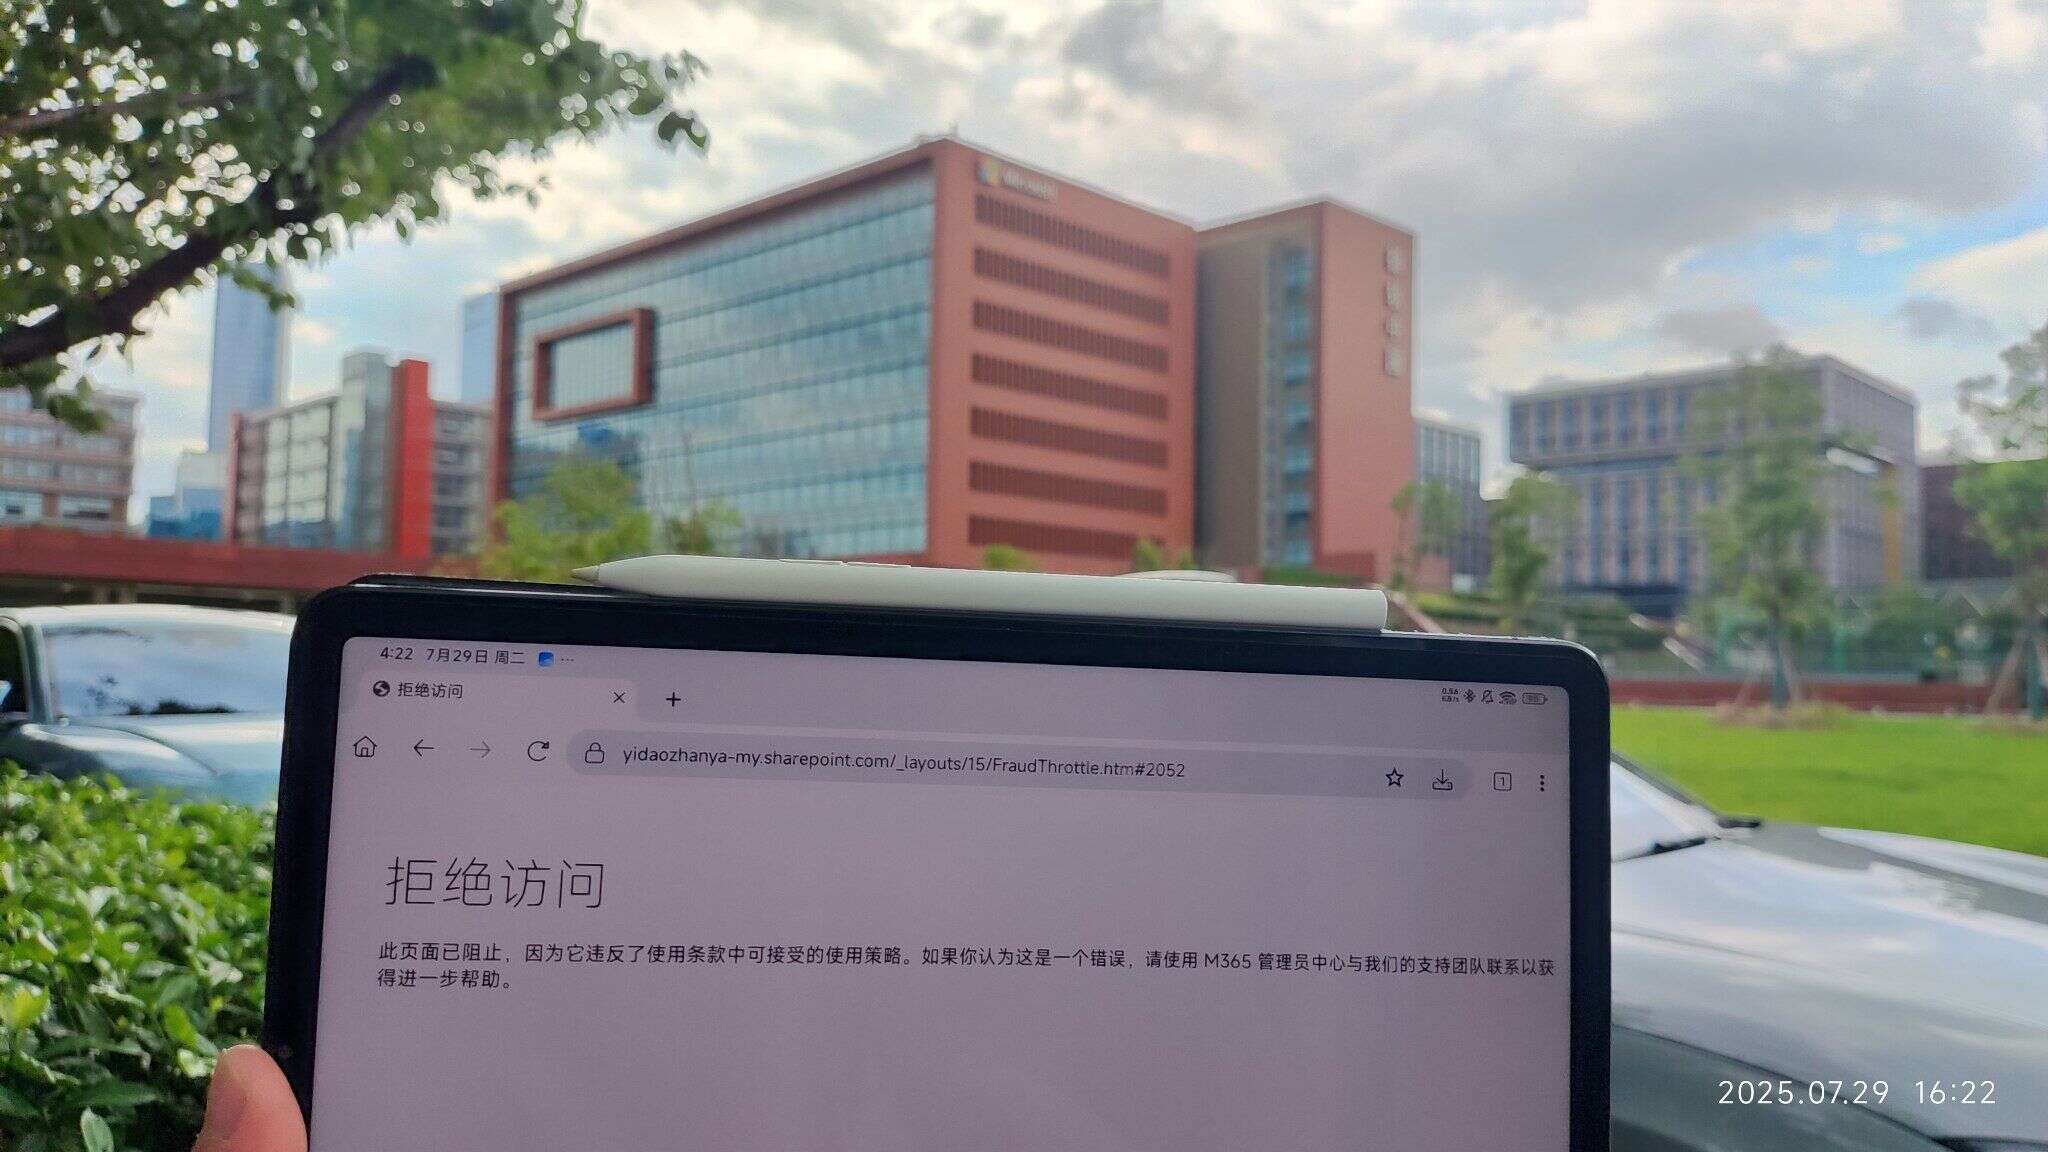 4:22 7月29日 周二
拒绝访问
yidaozhanya-my.sharepoint.com/_layouts/15/FraudThrottle.htm#2052
1
拒绝访问
此页面已阻止，因为它违反了使用条款中可接受的使用策略。如果你认为这是一个错误，请使用 M365 管理员中心与我们的支持团队联系以获
得进一步帮助。
2025.07.29 16:22